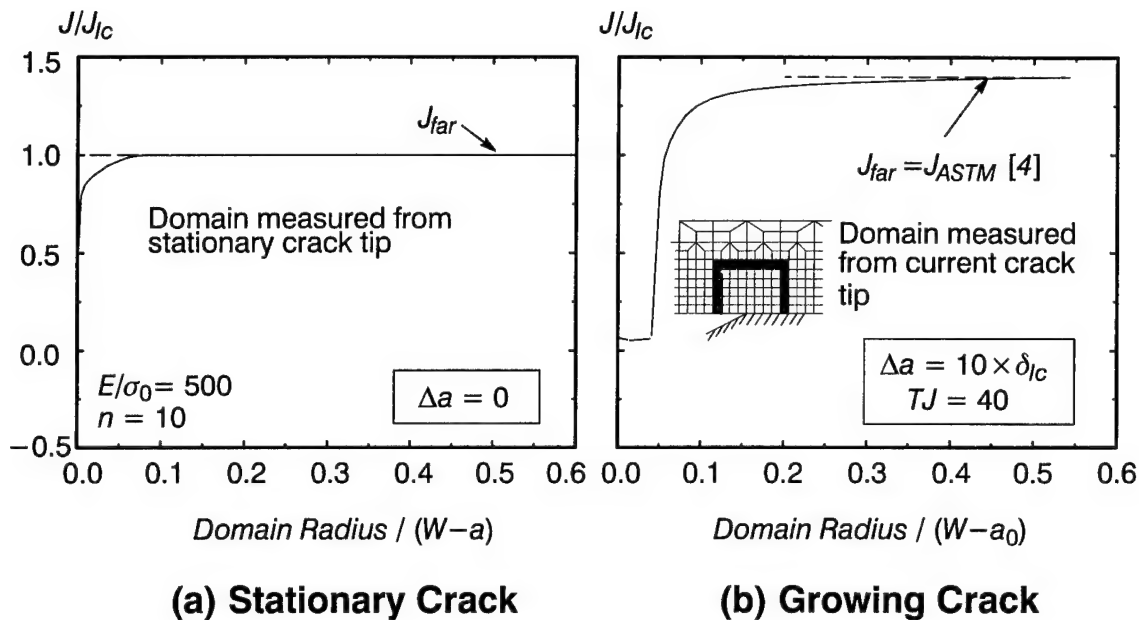 J/J_Ic
1.5
1.0
0.5
0.0
−0.5
J_far
Domain measured from
stationary crack tip
E/σ_0 = 500
n = 10
Δa = 0
0.0 0.1 0.2 0.3 0.4 0.5 0.6
Domain Radius / (W−a)
(a) Stationary Crack
J/J_Ic
J_far = J_ASTM [4]
Domain measured
from current crack
tip
Δa = 10 × δ_Ic
TJ = 40
0.0 0.1 0.2 0.3 0.4 0.5 0.6
Domain Radius / (W−a_0)
(b) Growing Crack